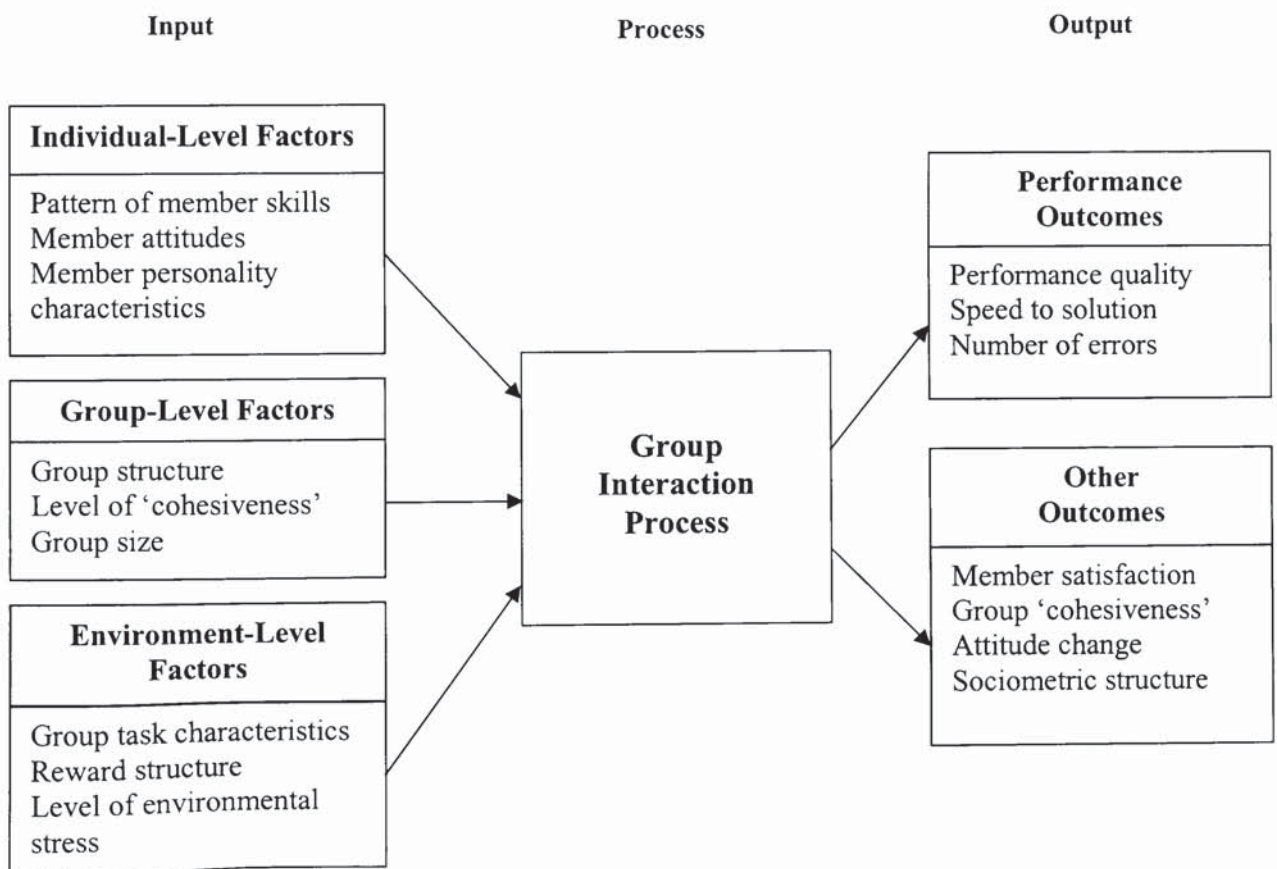 Input
Process
Output
Individual-Level Factors
Pattern of member skills
Member attitudes
Member personality
characteristics
Group-Level Factors
Group structure
Level of ‘cohesiveness’
Group size
Environment-Level
Factors
Group task characteristics
Reward structure
Level of environmental
stress
Group
Interaction
Process
Performance
Outcomes
Performance quality
Speed to solution
Number of errors
Other
Outcomes
Member satisfaction
Group ‘cohesiveness’
Attitude change
Sociometric structure